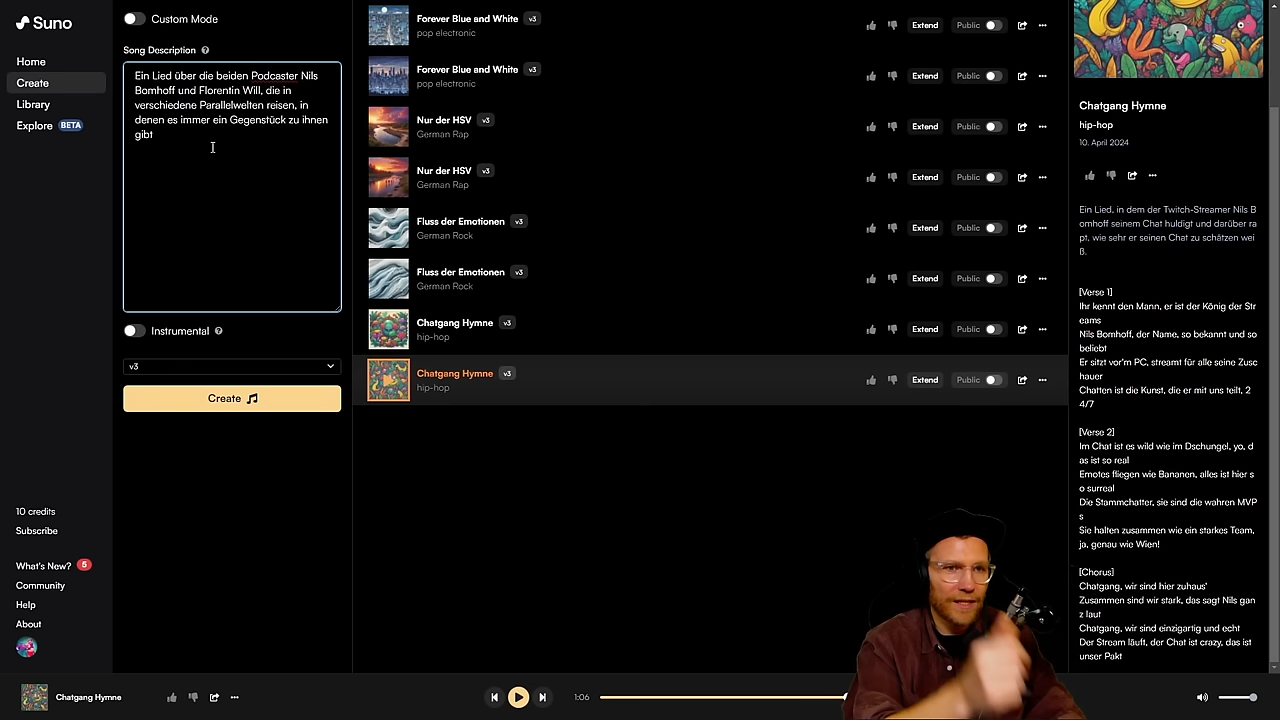 Suno
Home
Create
Library
Explore BETA
10 credits
Subscribe
What's New? 5
Community
Help
About
Custom Mode
Song Description
Ein Lied über die beiden Podcaster Nils
Bomhoff und Florentin Will, die in
verschiedene Parallelwelten reisen, in
denen es immer ein Gegenstück zu ihnen
gibt
Instrumental
v3
Create
Forever Blue and White v3
pop electronic
Extend Public
Forever Blue and White v3
pop electronic
Extend Public
Nur der HSV v3
German Rap
Extend Public
Nur der HSV v3
German Rap
Extend Public
Fluss der Emotionen v3
German Rock
Extend Public
Fluss der Emotionen v3
German Rock
Extend Public
Chatgang Hymne v3
hip-hop
Extend Public
Chatgang Hymne v3
hip-hop
Extend Public
Chatgang Hymne
hip-hop
10. April 2024
Ein Lied, in dem der Twitch-Streamer Nils B
omhoff seinem Chat huldigt und darüber ra
pt, wie sehr er seinen Chat zu schätzen wei
ß.
[Verse 1]
Ihr kennt den Mann, er ist der König der Str
eams
Nils Bomhoff, der Name, so bekannt und so
beliebt
Er sitzt vor'm PC, streamt für alle seine Zusc
hauer
Chatten ist die Kunst, die er mit uns teilt, 2
4/7
[Verse 2]
Im Chat ist es wild wie im Dschungel, yo, d
as ist so real
Emotes fliegen wie Bananen, alles ist hier s
o surreal
Die Stammchatter, sie sind die wahren MVP
s
Sie halten zusammen wie ein starkes Team,
ja, genau wie Wien!
[Chorus]
Chatgang, wir sind hier zuhaus'
Zusammen sind wir stark, das sagt Nils gan
z laut
Chatgang, wir sind einzigartig und echt
Der Stream läuft, der Chat ist crazy, das ist
unser Pakt
Chatgang Hymne
1:06